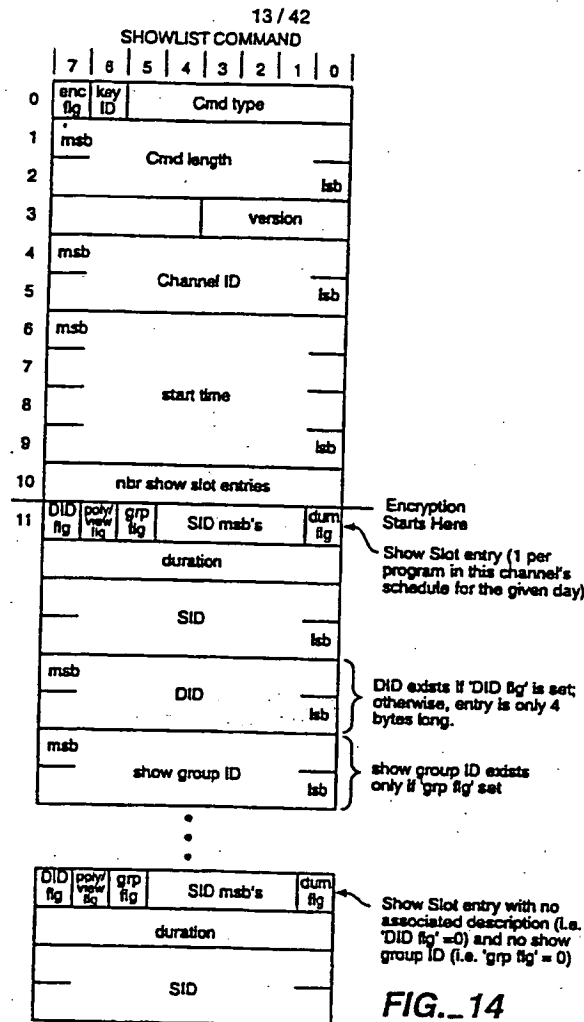 13 / 42
SHOWLIST COMMAND
7 6 5 4 3 2 1 0
0 enc flg key ID Cmd type
1 msb
Cmd length
2 lsb
3 version
4 msb
Channel ID
5 lsb
6 msb
7
start time
8
9 lsb
10 nbr show slot entries
Encryption Starts Here
11 DID flg poly/view flg grp flg SID msb's dum flg
Show Slot entry (1 per
program in this channel's
schedule for the given day)
duration
SID
lsb
msb
DID
lsb
DID exists if 'DID flg' is set;
otherwise, entry is only 4
bytes long.
msb
show group ID
lsb
show group ID exists
only if 'grp flg' set
DID flg poly/view flg grp flg SID msb's dum flg
duration
SID
Show Slot entry with no
associated description (i.e.
'DID flg' =0) and no show
group ID (i.e. 'grp flg' = 0)
FIG._14